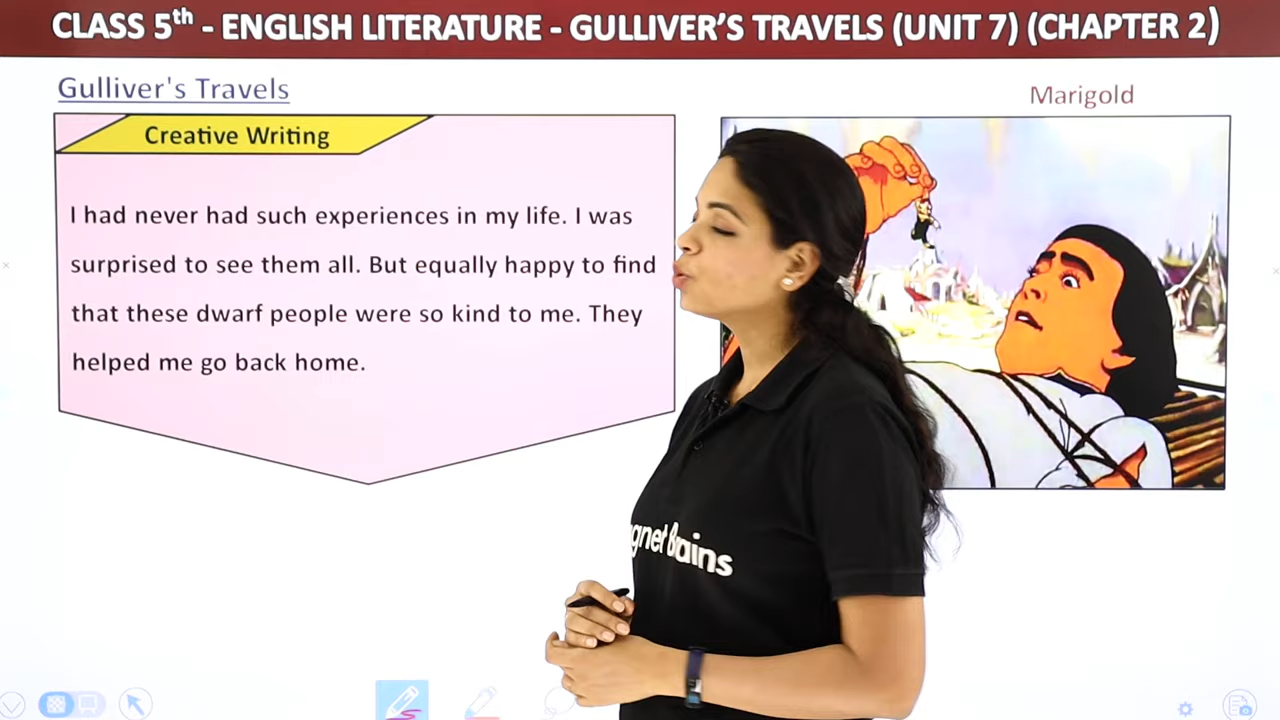 CLASS 5th - ENGLISH LITERATURE - GULLIVER'S TRAVELS (UNIT 7) (CHAPTER 2)
Gulliver's Travels
Marigold
Creative Writing
I had never had such experiences in my life. I was
surprised to see them all. But equally happy to find
that these dwarf people were so kind to me. They
helped me go back home.
gnet Brains